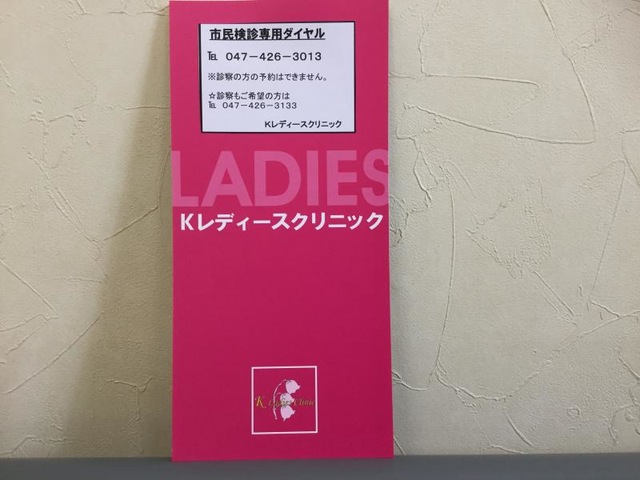 市民検診専用ダイヤル
℡ 047－426－3013
※診察の方の予約はできません。
☆診察もご希望の方は
℡ 047－426－3133
Kレディースクリニック
LADIES
Kレディースクリニック
K Ladies Clinic